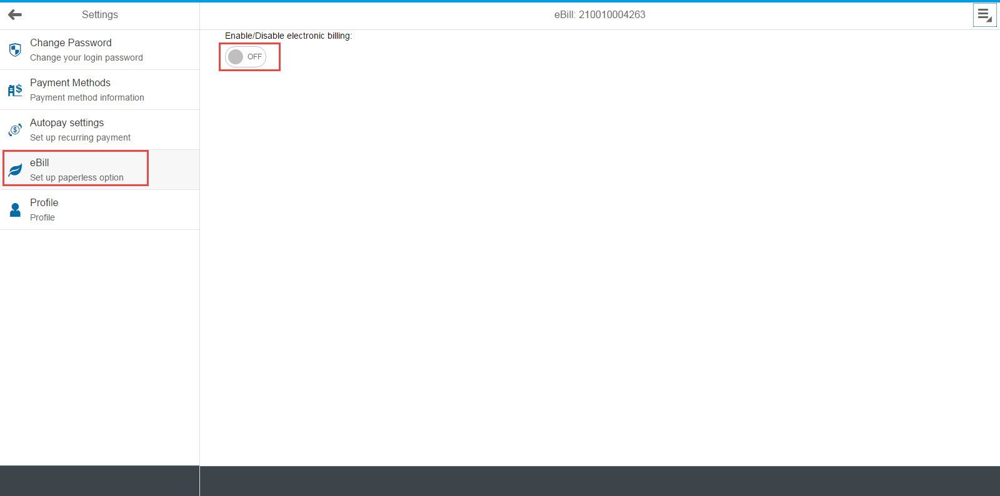 Settings
eBill: 210010004263
Change Password
Change your login password
Payment Methods
Payment method information
Autopay settings
Set up recurring payment
eBill
Set up paperless option
Profile
Profile
Enable/Disable electronic billing:
OFF